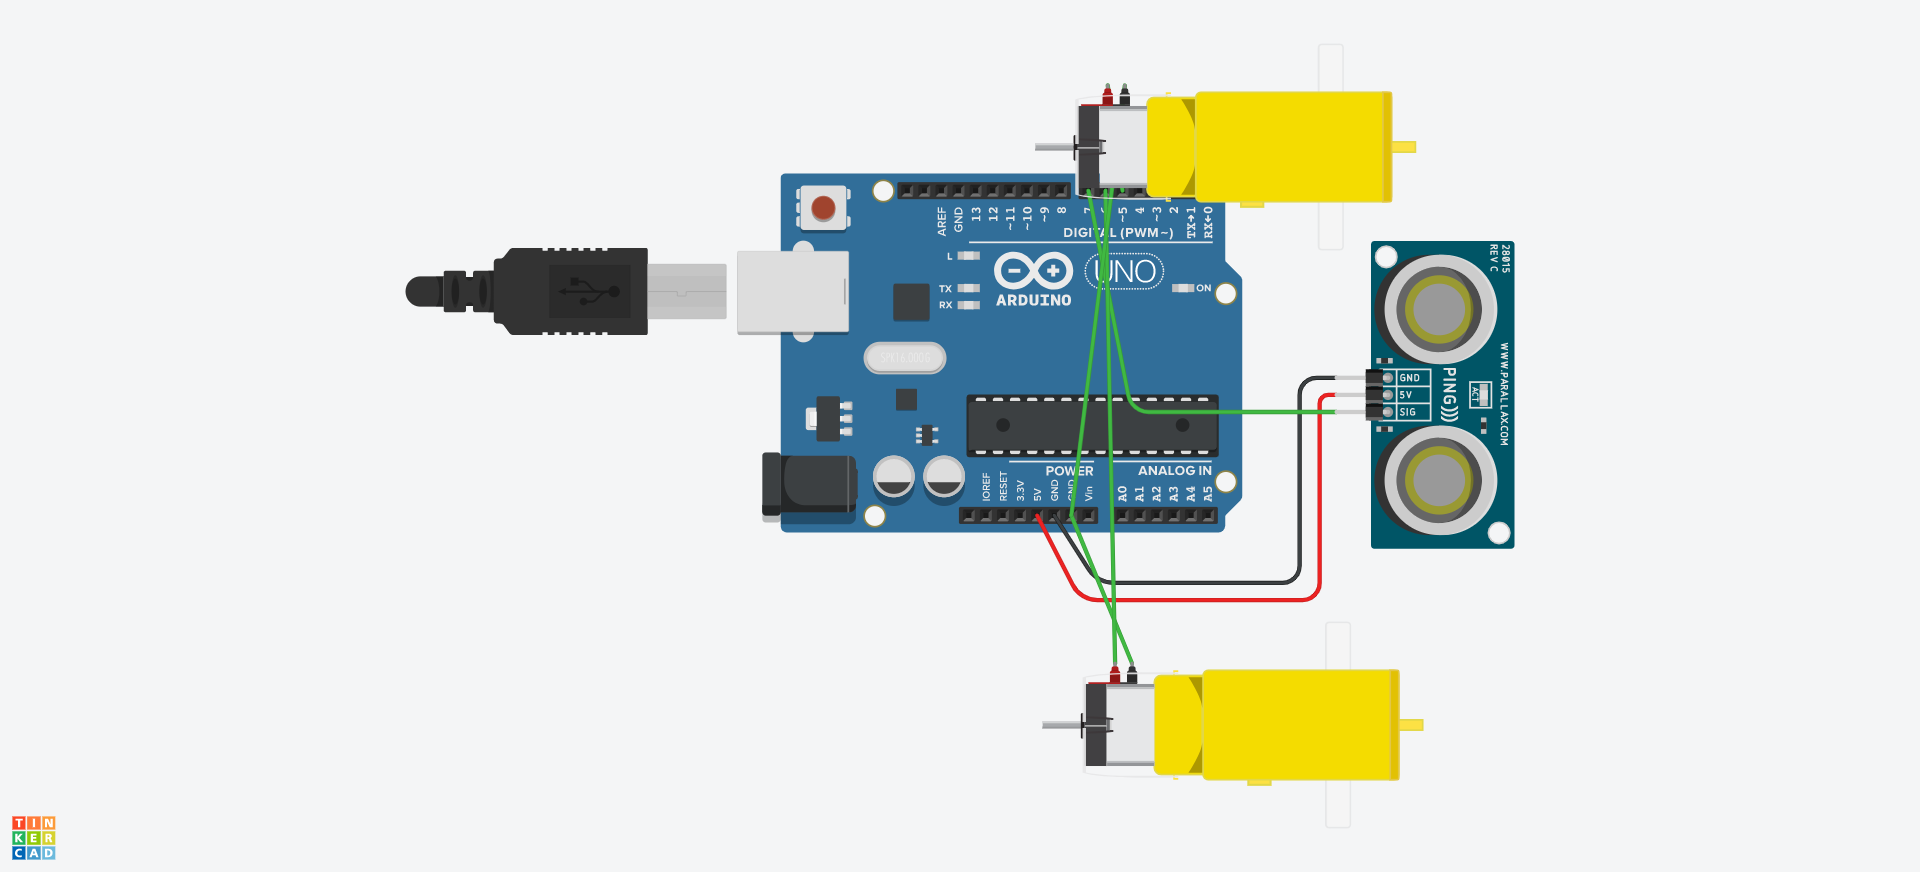 AREF
GND
13
12
~11
~10
~9
8
7
~5
4
~3
2
TX→1
RX←0
DIGITAL (PWM~)
L
TX
RX
UNO
ARDUINO
ON
28015
REV C
GND
5V
SIG
PING)))
ACT
WWW.PARALLAX.COM
POWER
ANALOG IN
IOREF
RESET
3.3V
5V
GND
GND
Vin
A0
A1
A2
A3
A4
A5
TIN
KER
CAD